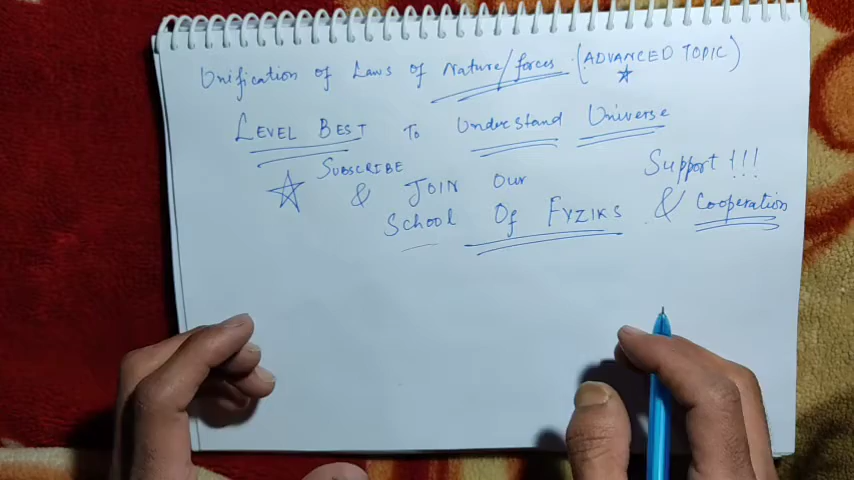 Unification of Laws of Nature/forces (ADVANCED TOPIC)
LEVEL BEST To Understand Universe
SUBSCRIBE
& JOIN Our
School Of FYZIKS
Support !!!
& Cooperation